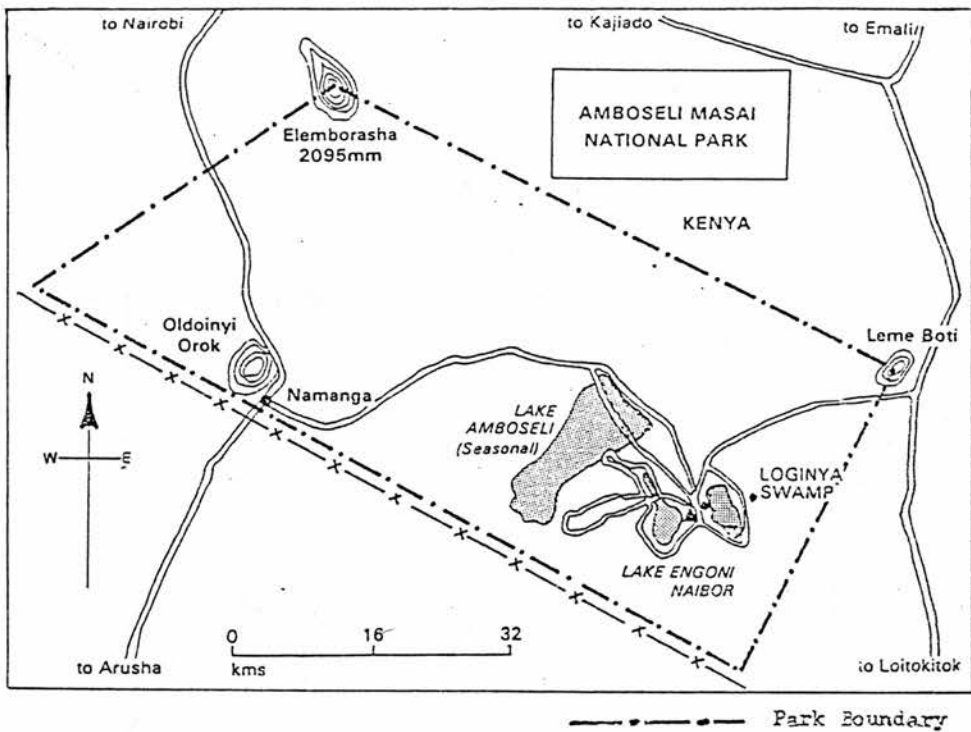 to Nairobi
to Kajiado
to Emali
AMBOSELI MASAI
NATIONAL PARK
Elemborasha
2095mm
KENYA
Oldoinyi
Orok
Leme Boti
N
W
E
Namanga
LAKE
AMBOSELI
(Seasonal)
LOGINYA
SWAMP
LAKE ENGONI
NAIBOR
0 16 32
kms
to Arusha
to Loitokitok
Park Boundary